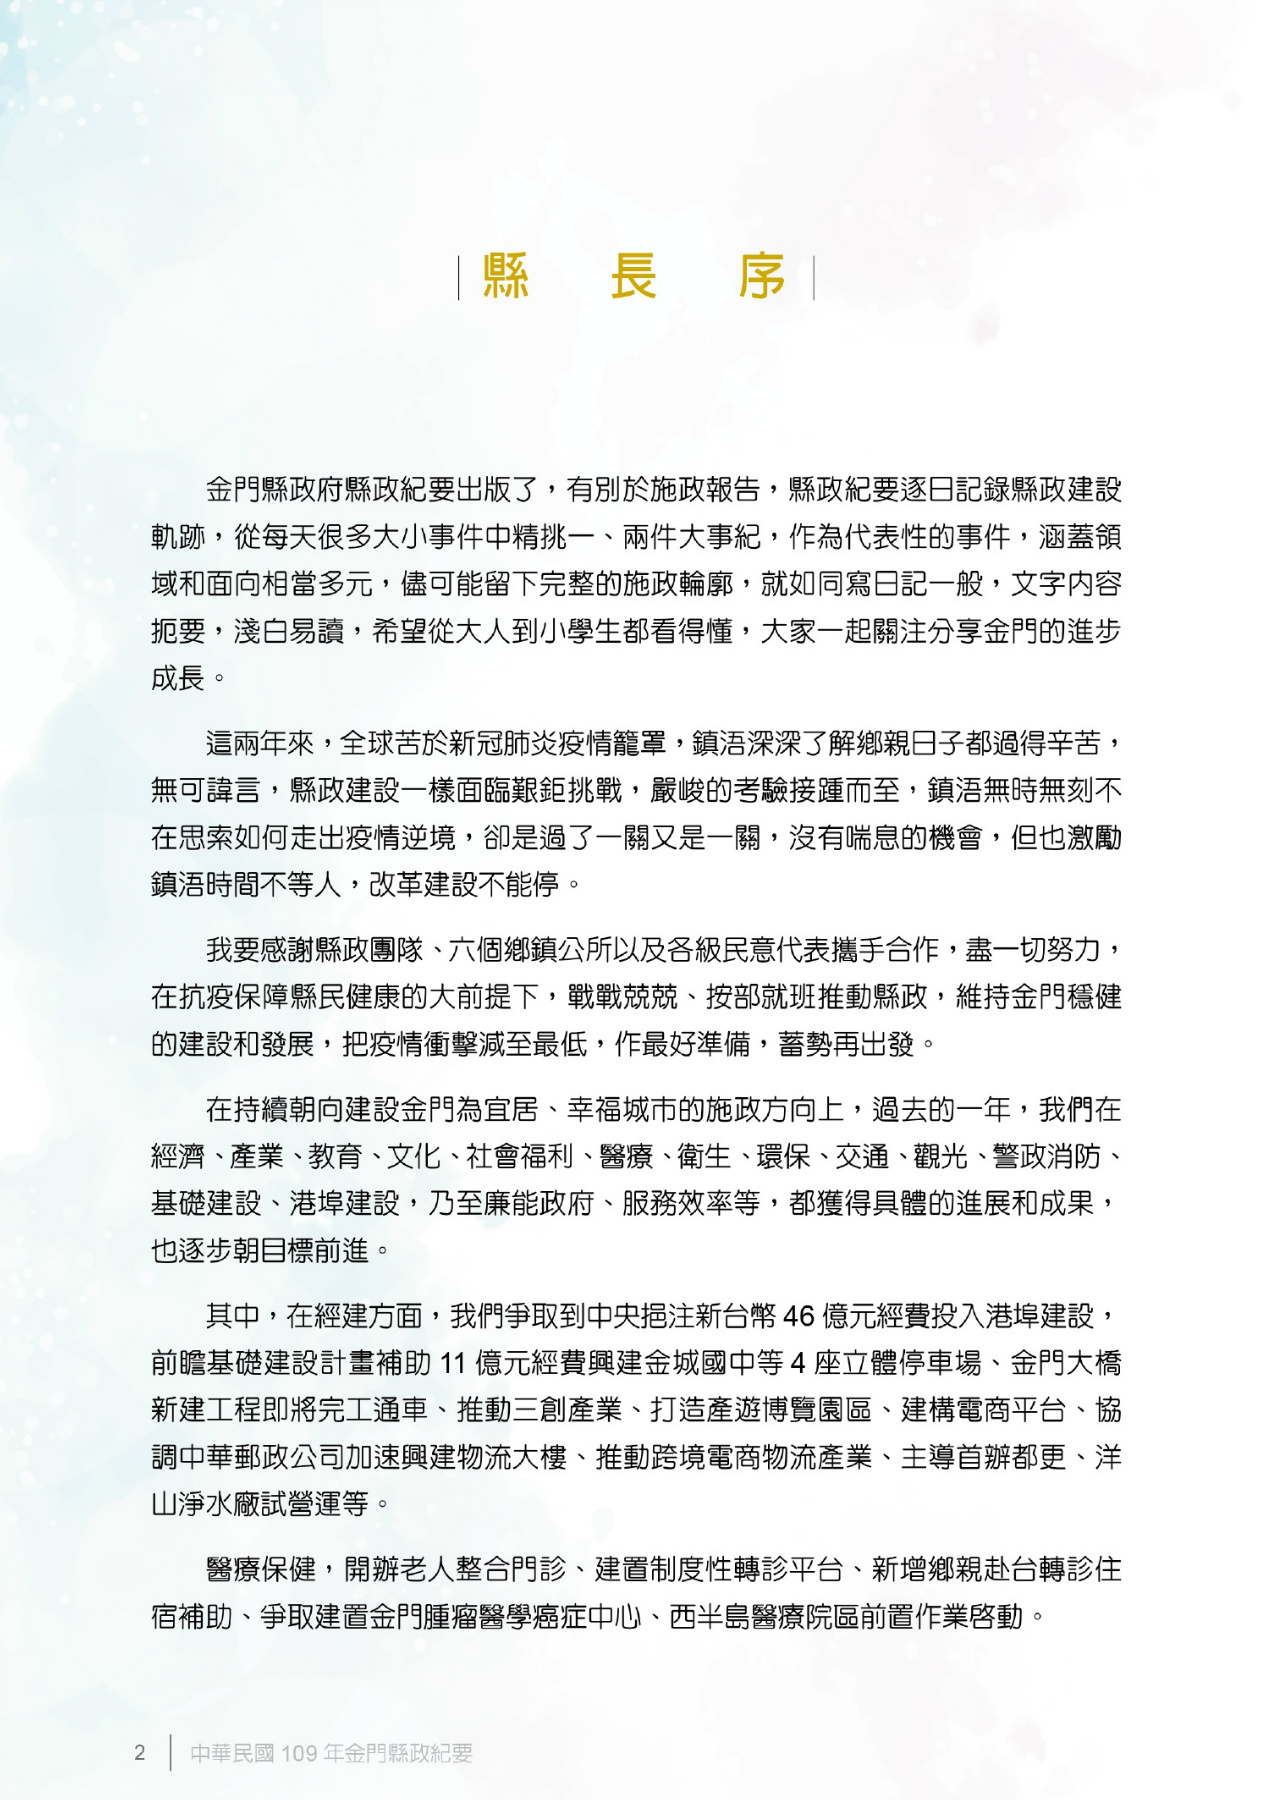 縣長序
金門縣政府縣政紀要出版了，有別於施政報告，縣政紀要逐日記錄縣政建設
軌跡，從每天很多大小事件中精挑一、兩件大事紀，作為代表性的事件，涵蓋領
域和面向相當多元，儘可能留下完整的施政輪廓，就如同寫日記一般，文字內容
扼要，淺白易讀，希望從大人到小學生都看得懂，大家一起關注分享金門的進步
成長。
這兩年來，全球苦於新冠肺炎疫情籠罩，鎮浯深深了解鄉親日子都過得辛苦，
無可諱言，縣政建設一樣面臨艱鉅挑戰，嚴峻的考驗接踵而至，鎮浯無時無刻不
在思索如何走出疫情逆境，卻是過了一關又是一關，沒有喘息的機會，但也激勵
鎮浯時間不等人，改革建設不能停。
我要感謝縣政團隊、六個鄉鎮公所以及各級民意代表攜手合作，盡一切努力，
在抗疫保障縣民健康的大前提下，戰戰兢兢、按部就班推動縣政，維持金門穩健
的建設和發展，把疫情衝擊減至最低，作最好準備，蓄勢再出發。
在持續朝向建設金門為宜居、幸福城市的施政方向上，過去的一年，我們在
經濟、產業、教育、文化、社會福利、醫療、衛生、環保、交通、觀光、警政消防、
基礎建設、港埠建設，乃至廉能政府、服務效率等，都獲得具體的進展和成果，
也逐步朝目標前進。
其中，在經建方面，我們爭取到中央挹注新台幣 46 億元經費投入港埠建設，
前瞻基礎建設計畫補助 11 億元經費興建金城國中等 4 座立體停車場、金門大橋
新建工程即將完工通車、推動三創產業、打造產遊博覽園區、建構電商平台、協
調中華郵政公司加速興建物流大樓、推動跨境電商物流產業、主導首辦都更、洋
山淨水廠試營運等。
醫療保健，開辦老人整合門診、建置制度性轉診平台、新增鄉親赴台轉診住
宿補助、爭取建置金門腫瘤醫學癌症中心、西半島醫療院區前置作業啓動。
2 中華民國 109 年金門縣政紀要